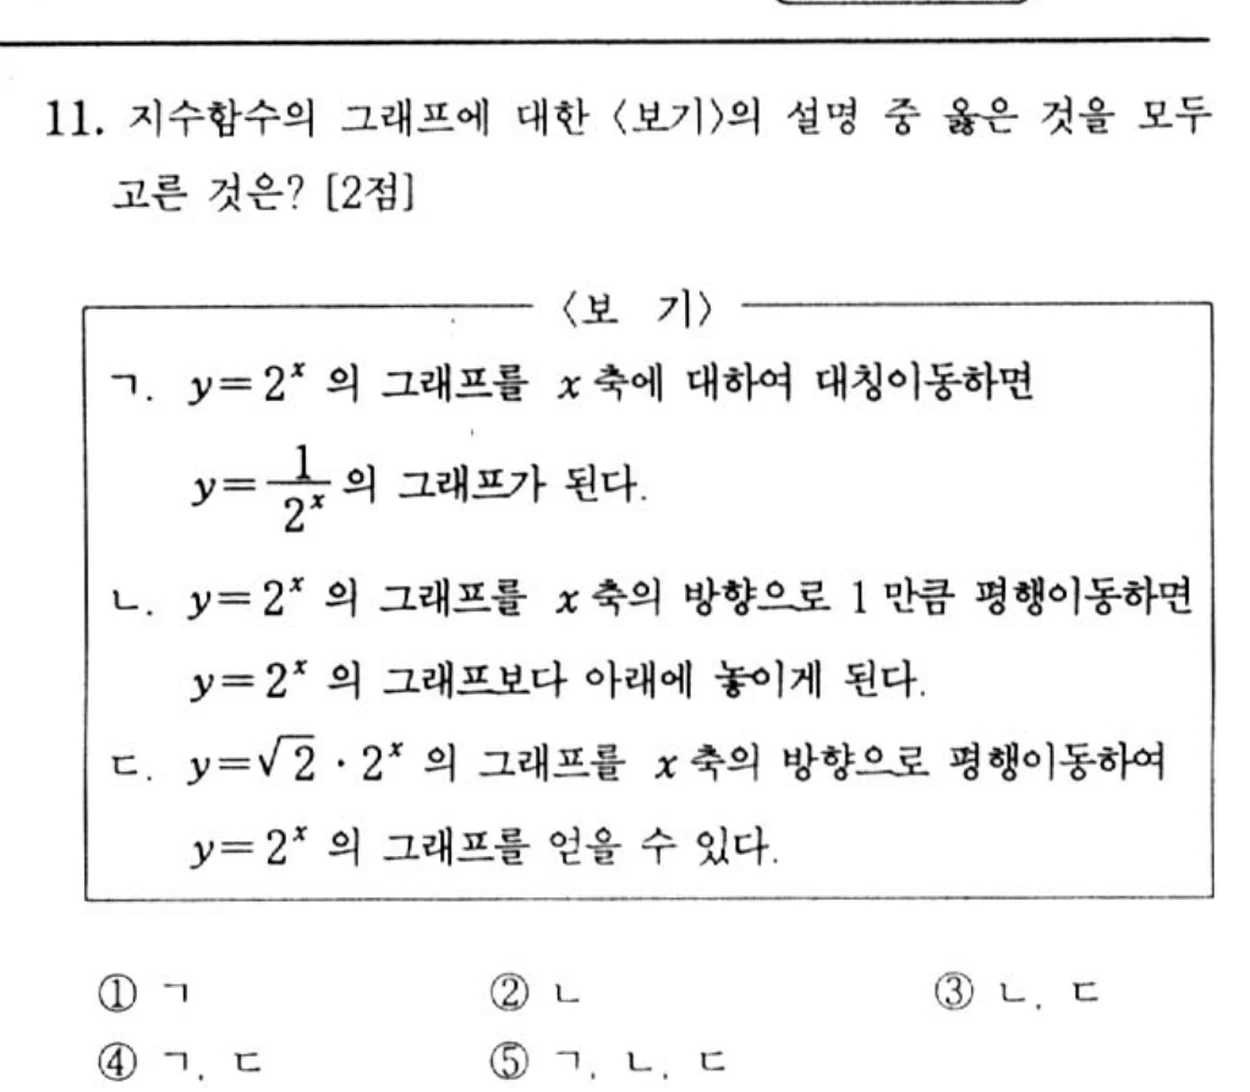 11. 지수함수의 그래프에 대한 〈보기〉의 설명 중 옳은 것을 모두
고른 것은? [2점]
〈보 기〉
ㄱ. y=2ˣ 의 그래프를 x축에 대하여 대칭이동하면
y=1/2ˣ 의 그래프가 된다.
ㄴ. y=2ˣ 의 그래프를 x축의 방향으로 1만큼 평행이동하면
y=2ˣ 의 그래프보다 아래에 놓이게 된다.
ㄷ. y=√2 · 2ˣ 의 그래프를 x축의 방향으로 평행이동하여
y=2ˣ 의 그래프를 얻을 수 있다.
① ㄱ ② ㄴ ③ ㄴ, ㄷ
④ ㄱ, ㄷ ⑤ ㄱ, ㄴ, ㄷ